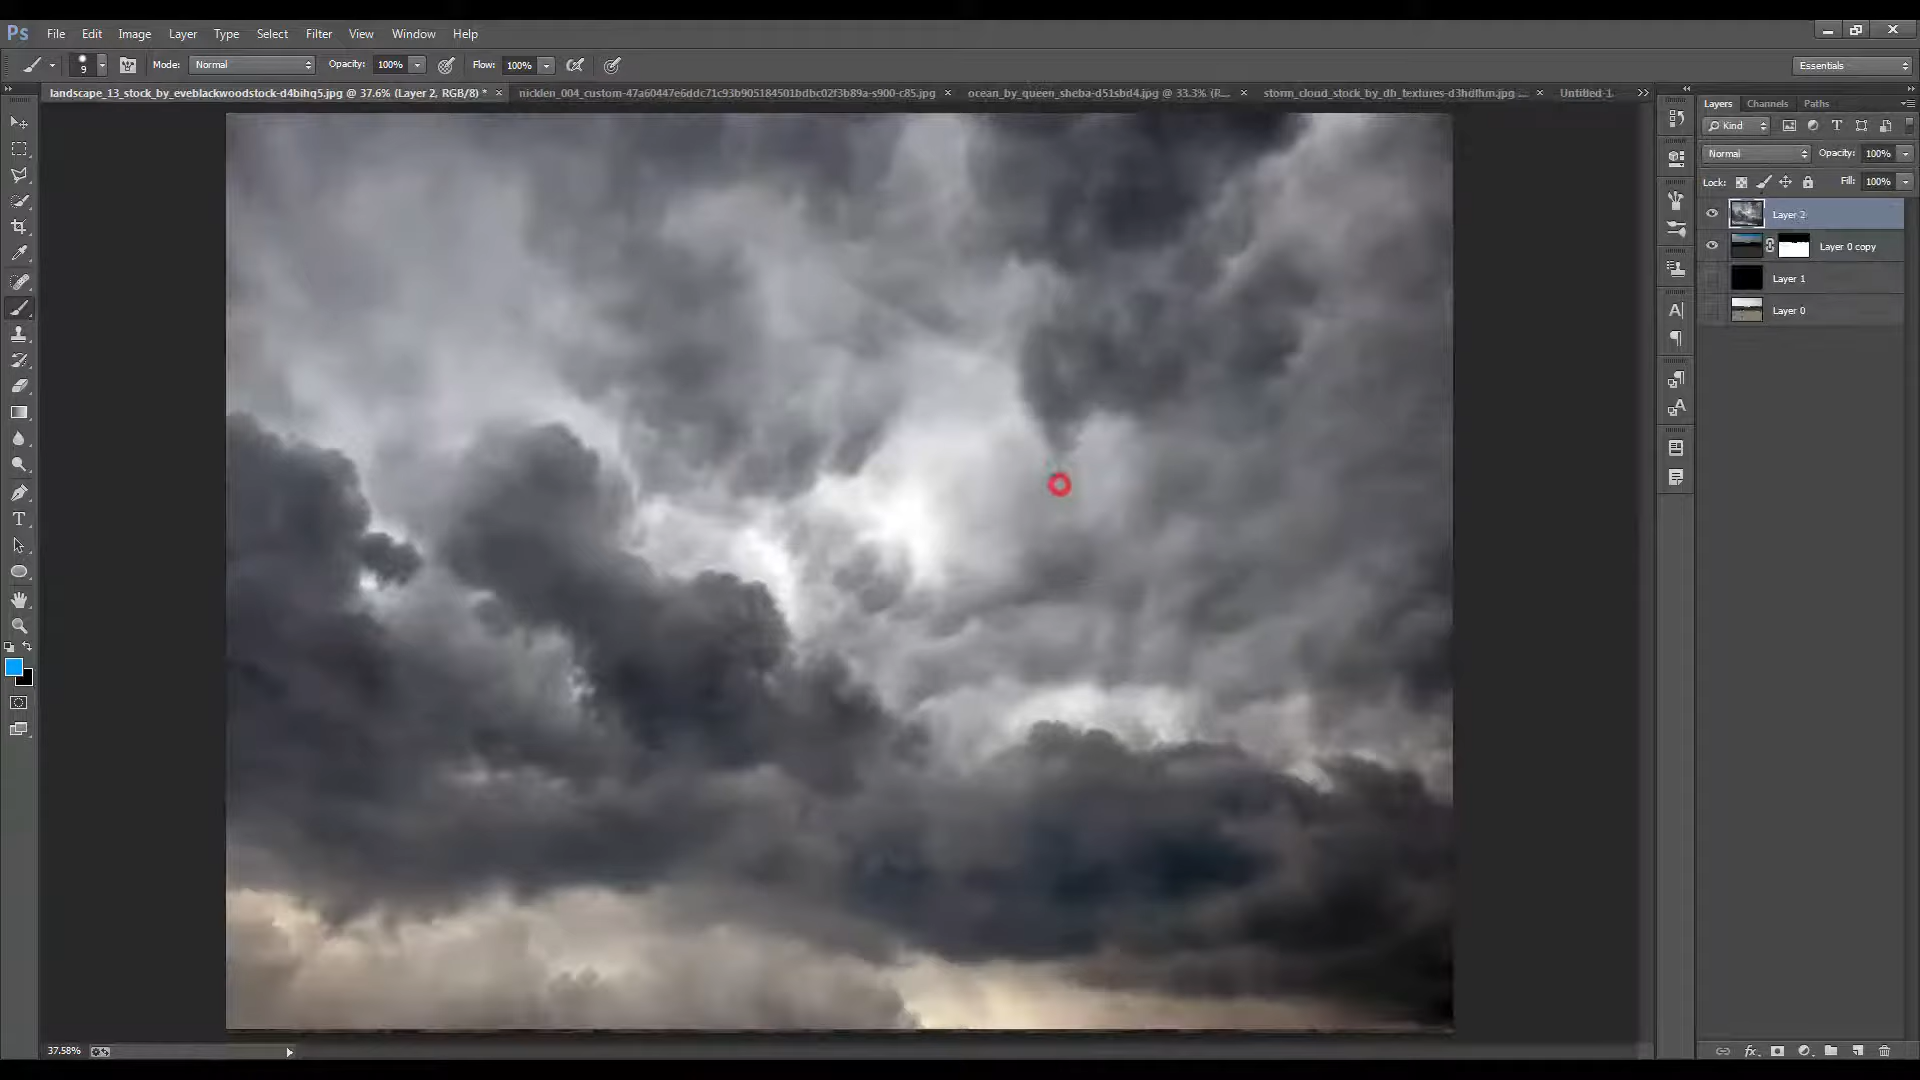 Ps File Edit Image Layer Type Select Filter View Window Help
9 Mode: Normal Opacity: 100% Flow: 100% Essentials
landscape_13_stock_by_eveblackwoodstock-d4bihq5.jpg @ 37.6% (Layer 2, RGB/8) * × nicklen_004_custom-47a60447e6ddc71c93b905184501bdbc02f3b89a-s900-c85.jpg × ocean_by_queen_sheba-d51sbd4.jpg @ 33.3% (R... × storm_cloud_stock_by_dh_textures-d3hdfhm.jpg ... × Untitled-1
Layers Channels Paths
Kind
Normal Opacity: 100%
Lock: Fill: 100%
Layer 2
Layer 0 copy
Layer 1
Layer 0
37.58%